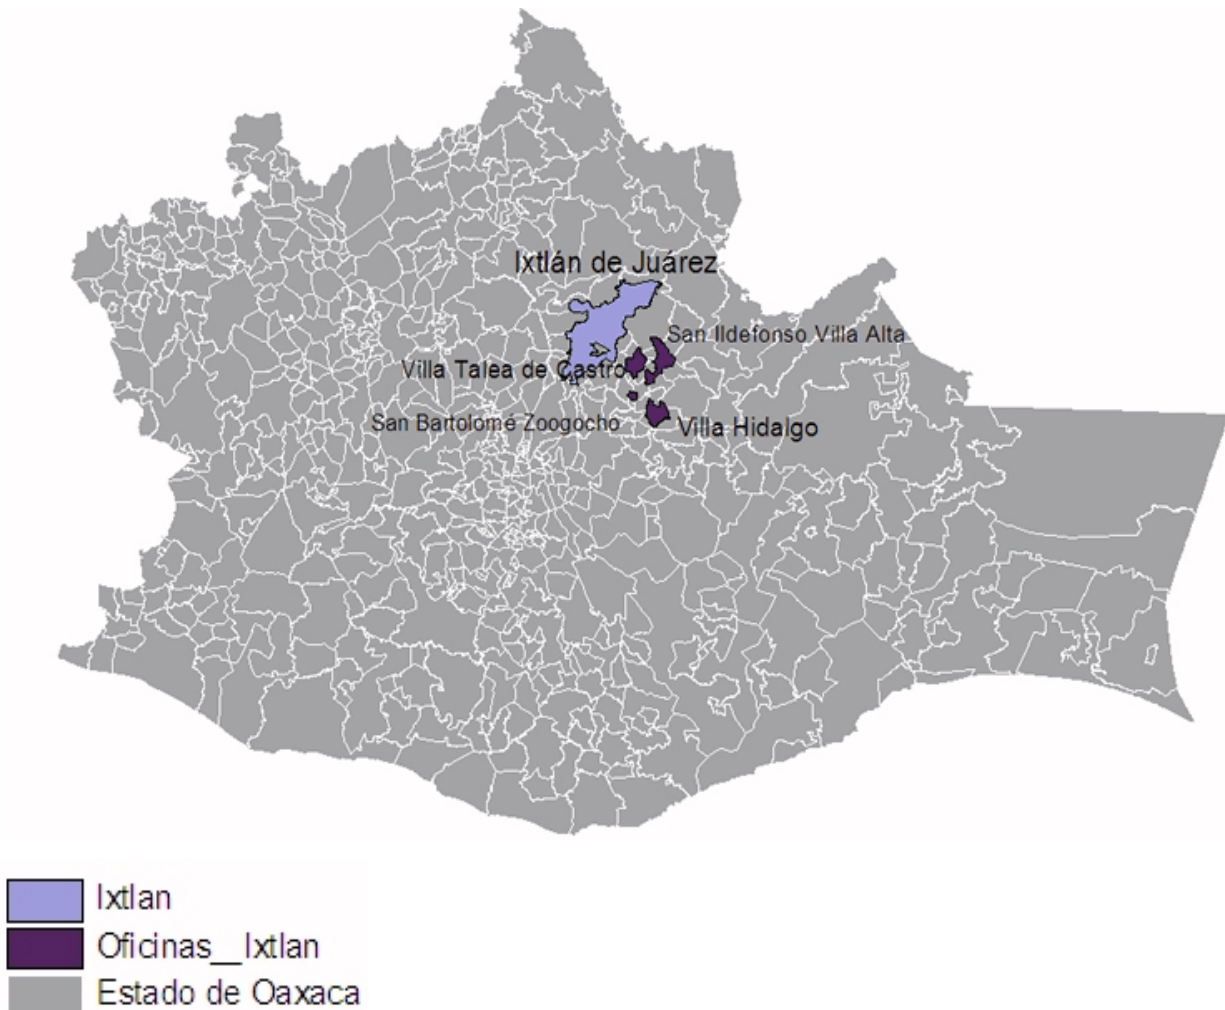 Ixtlán de Juárez
San Ildefonso Villa Alta
Villa Talea de Castro
San Bartolomé Zoogocho
Villa Hidalgo
Ixtlan
Oficinas__Ixtlan
Estado de Oaxaca